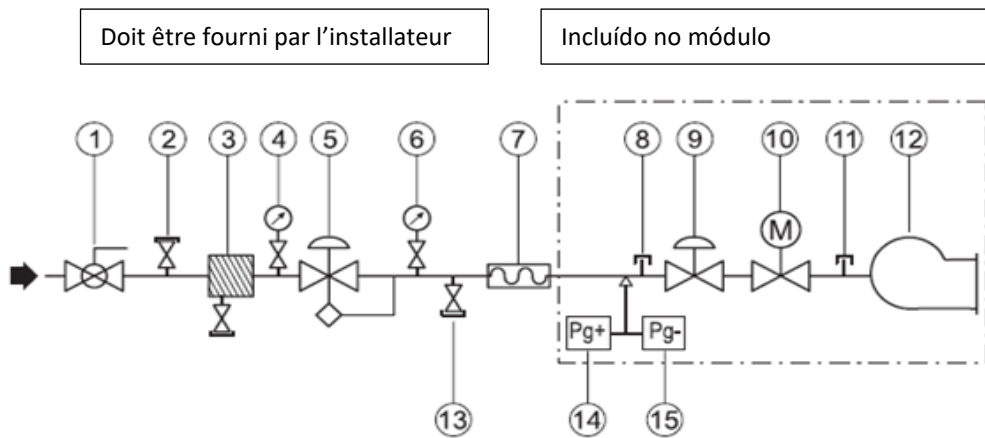 Doit être fourni par l’installateur
Incluído no módulo
1 2 3 4 5 6 7 8 9 10 11 12
M
Pg+ Pg-
13 14 15